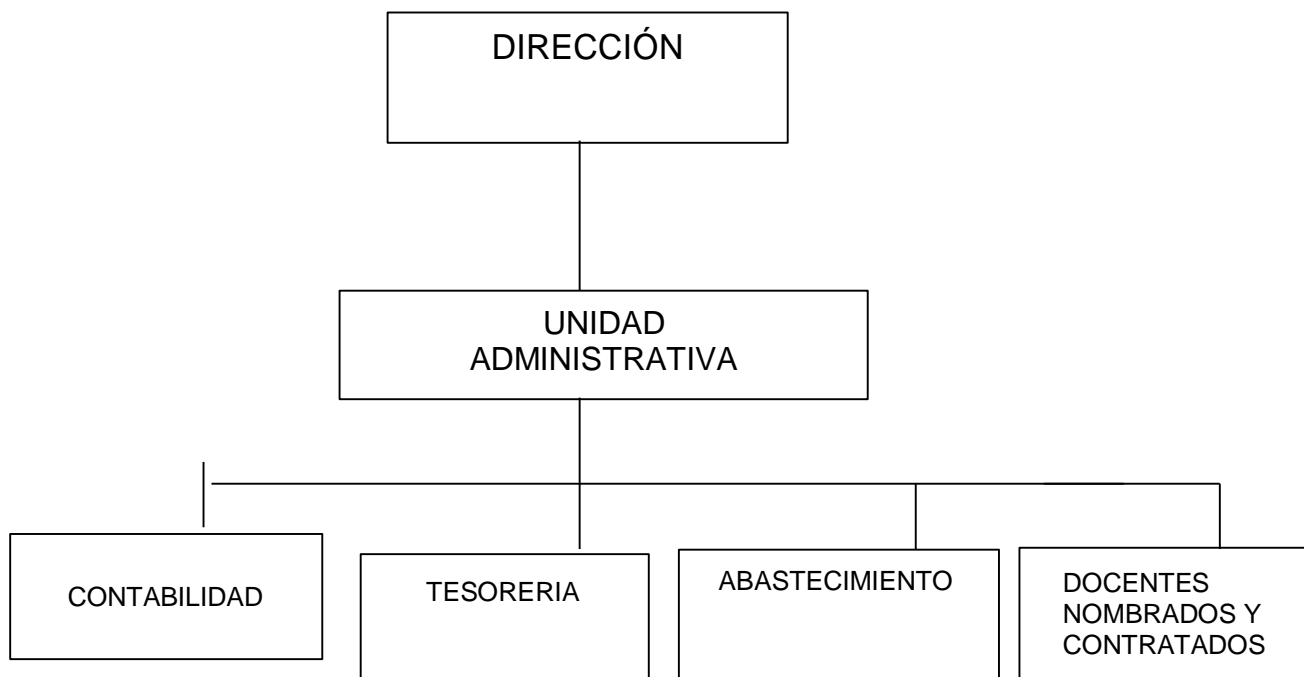 DIRECCIÓN
UNIDAD
ADMINISTRATIVA
CONTABILIDAD
TESORERIA
ABASTECIMIENTO
DOCENTES
NOMBRADOS Y
CONTRATADOS